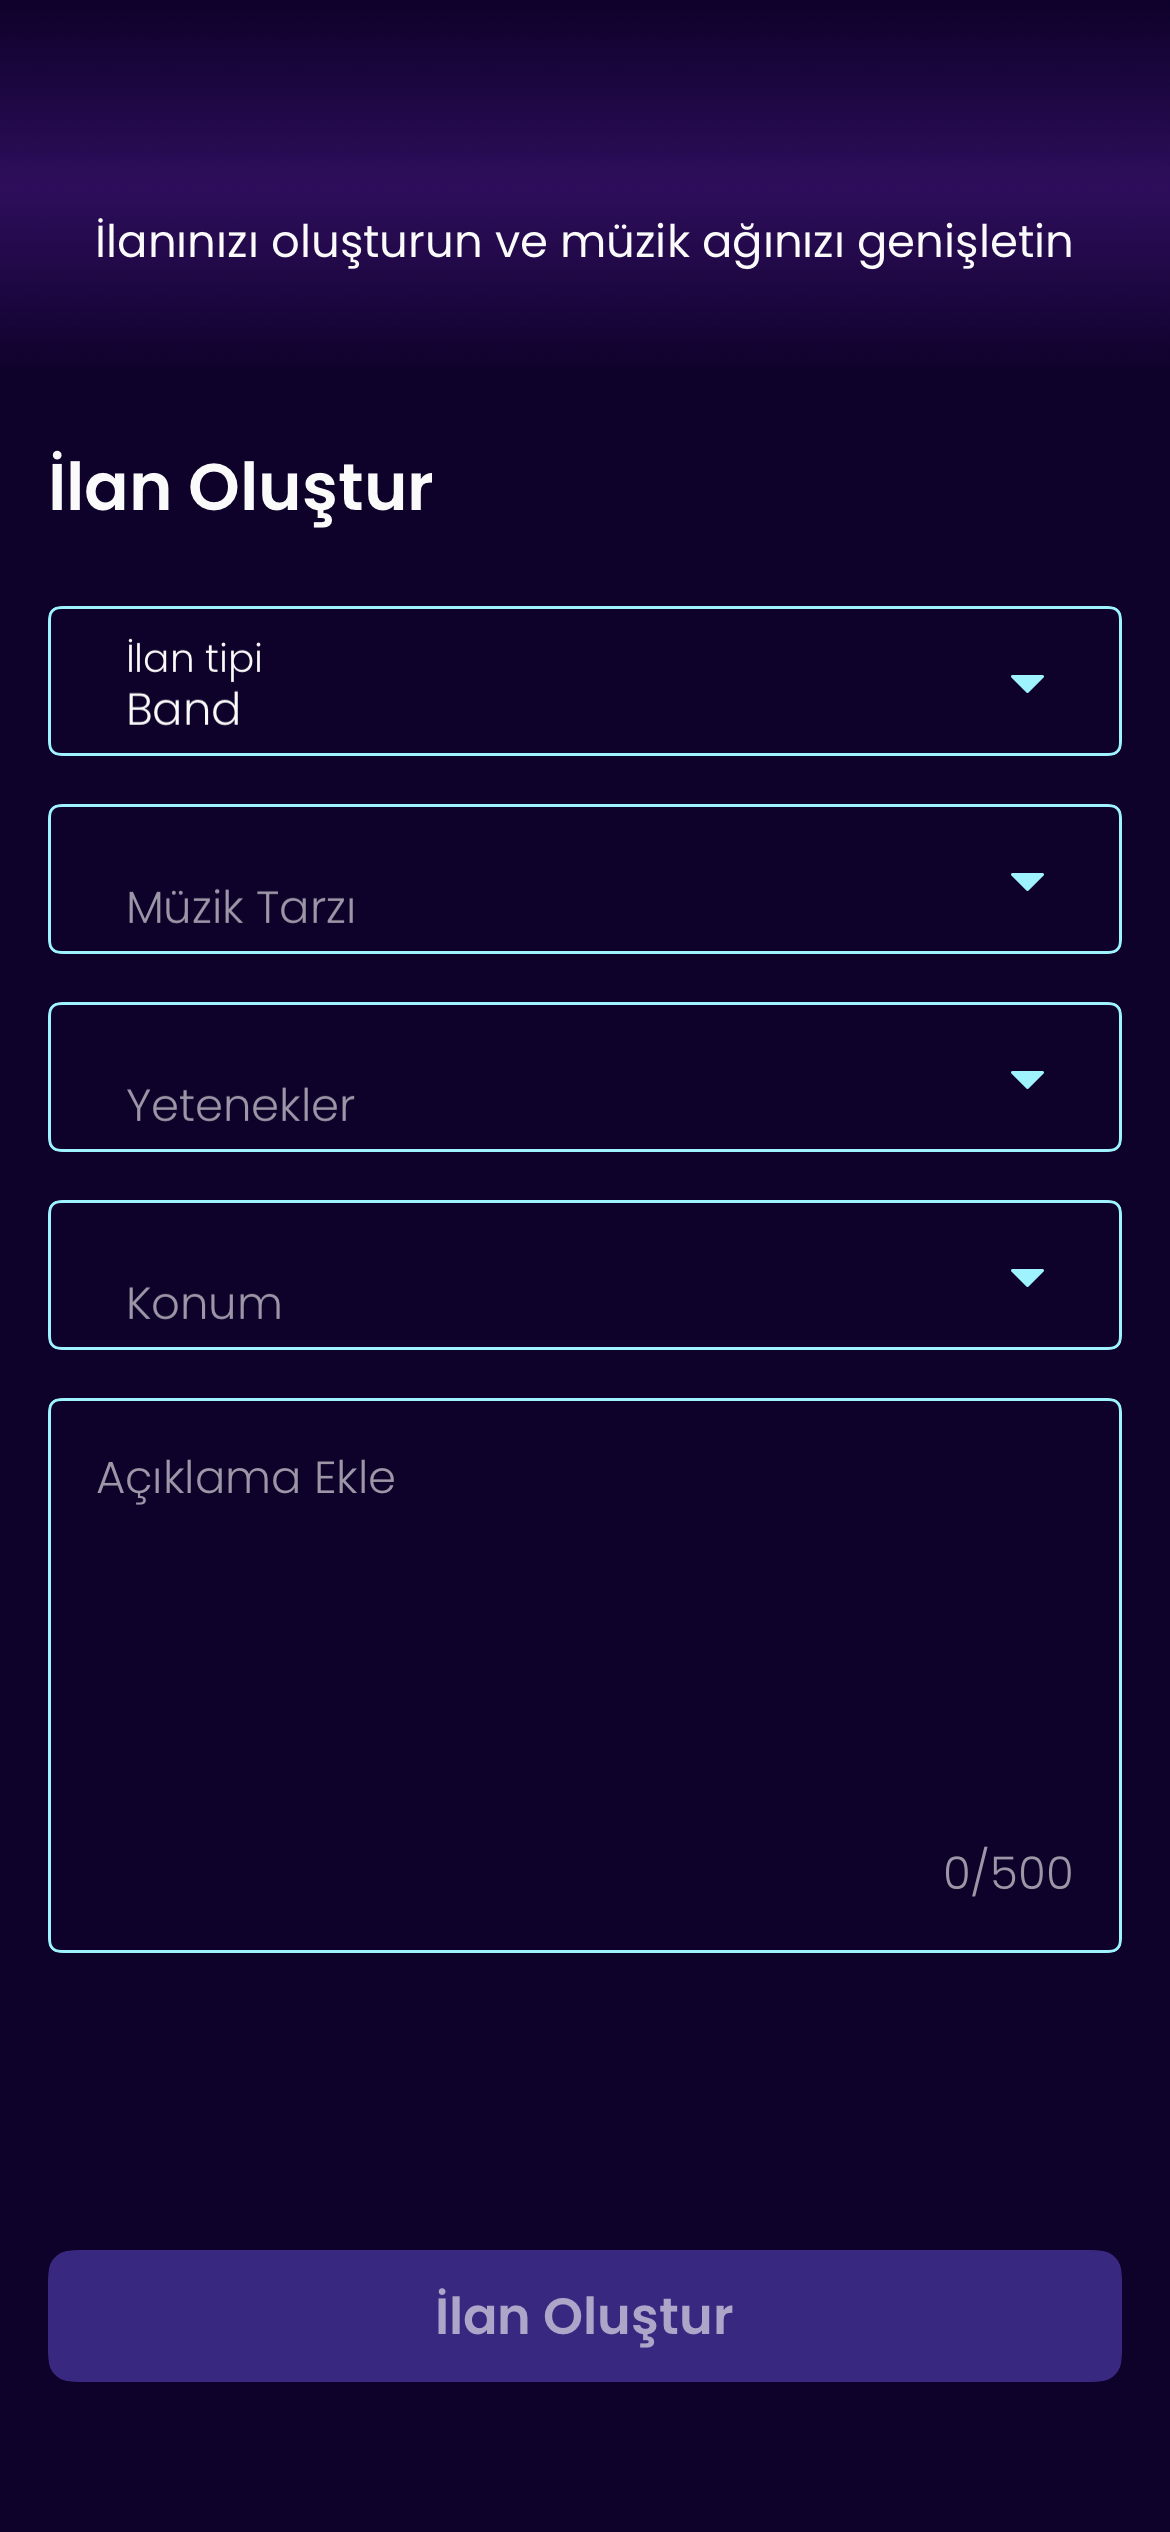 İlanınızı oluşturun ve müzik ağınızı genişletin
İlan Oluştur
İlan tipi
Band
Müzik Tarzı
Yetenekler
Konum
Açıklama Ekle
0/500
İlan Oluştur